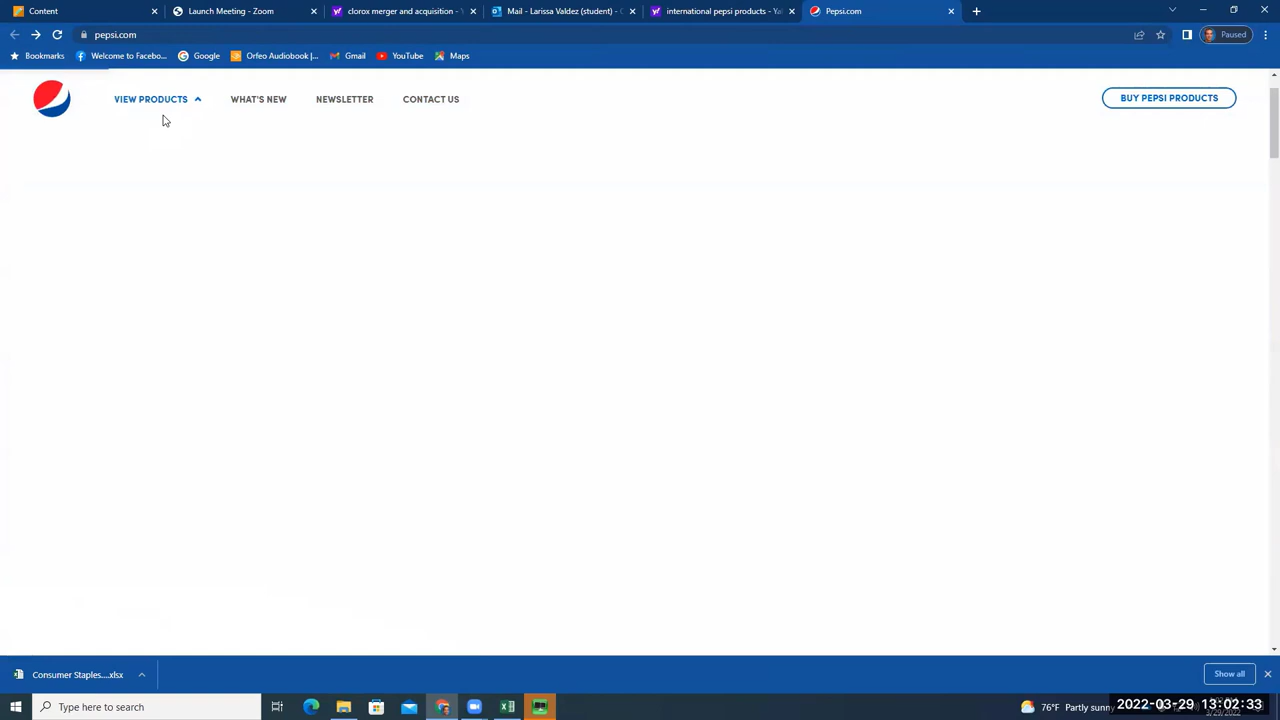 Content
Launch Meeting - Zoom
clorox merger and acquisition -
Mail - Larissa Valdez (student) -
international pepsi products - Ya
Pepsi.com
pepsi.com
Paused
Bookmarks
Welcome to Facebo...
Google
Orfeo Audiobook |...
Gmail
YouTube
Maps
VIEW PRODUCTS
WHAT'S NEW
NEWSLETTER
CONTACT US
BUY PEPSI PRODUCTS
Consumer Staples....xlsx
Show all
Type here to search
76°F Partly sunny
2022-03-29 13:02:33